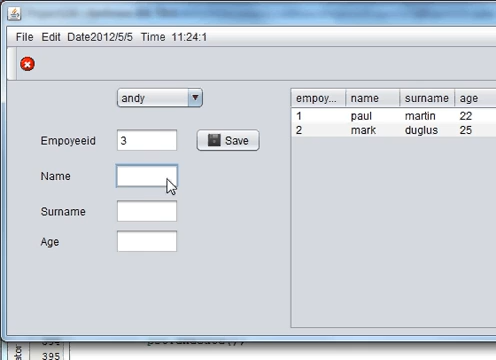 File Edit Date2012/5/5 Time 11:24:1
andy
empoy... name surname age
1 paul martin 22
2 mark duglus 25
Empoyeeid 3 Save
Name
Surname
Age
395